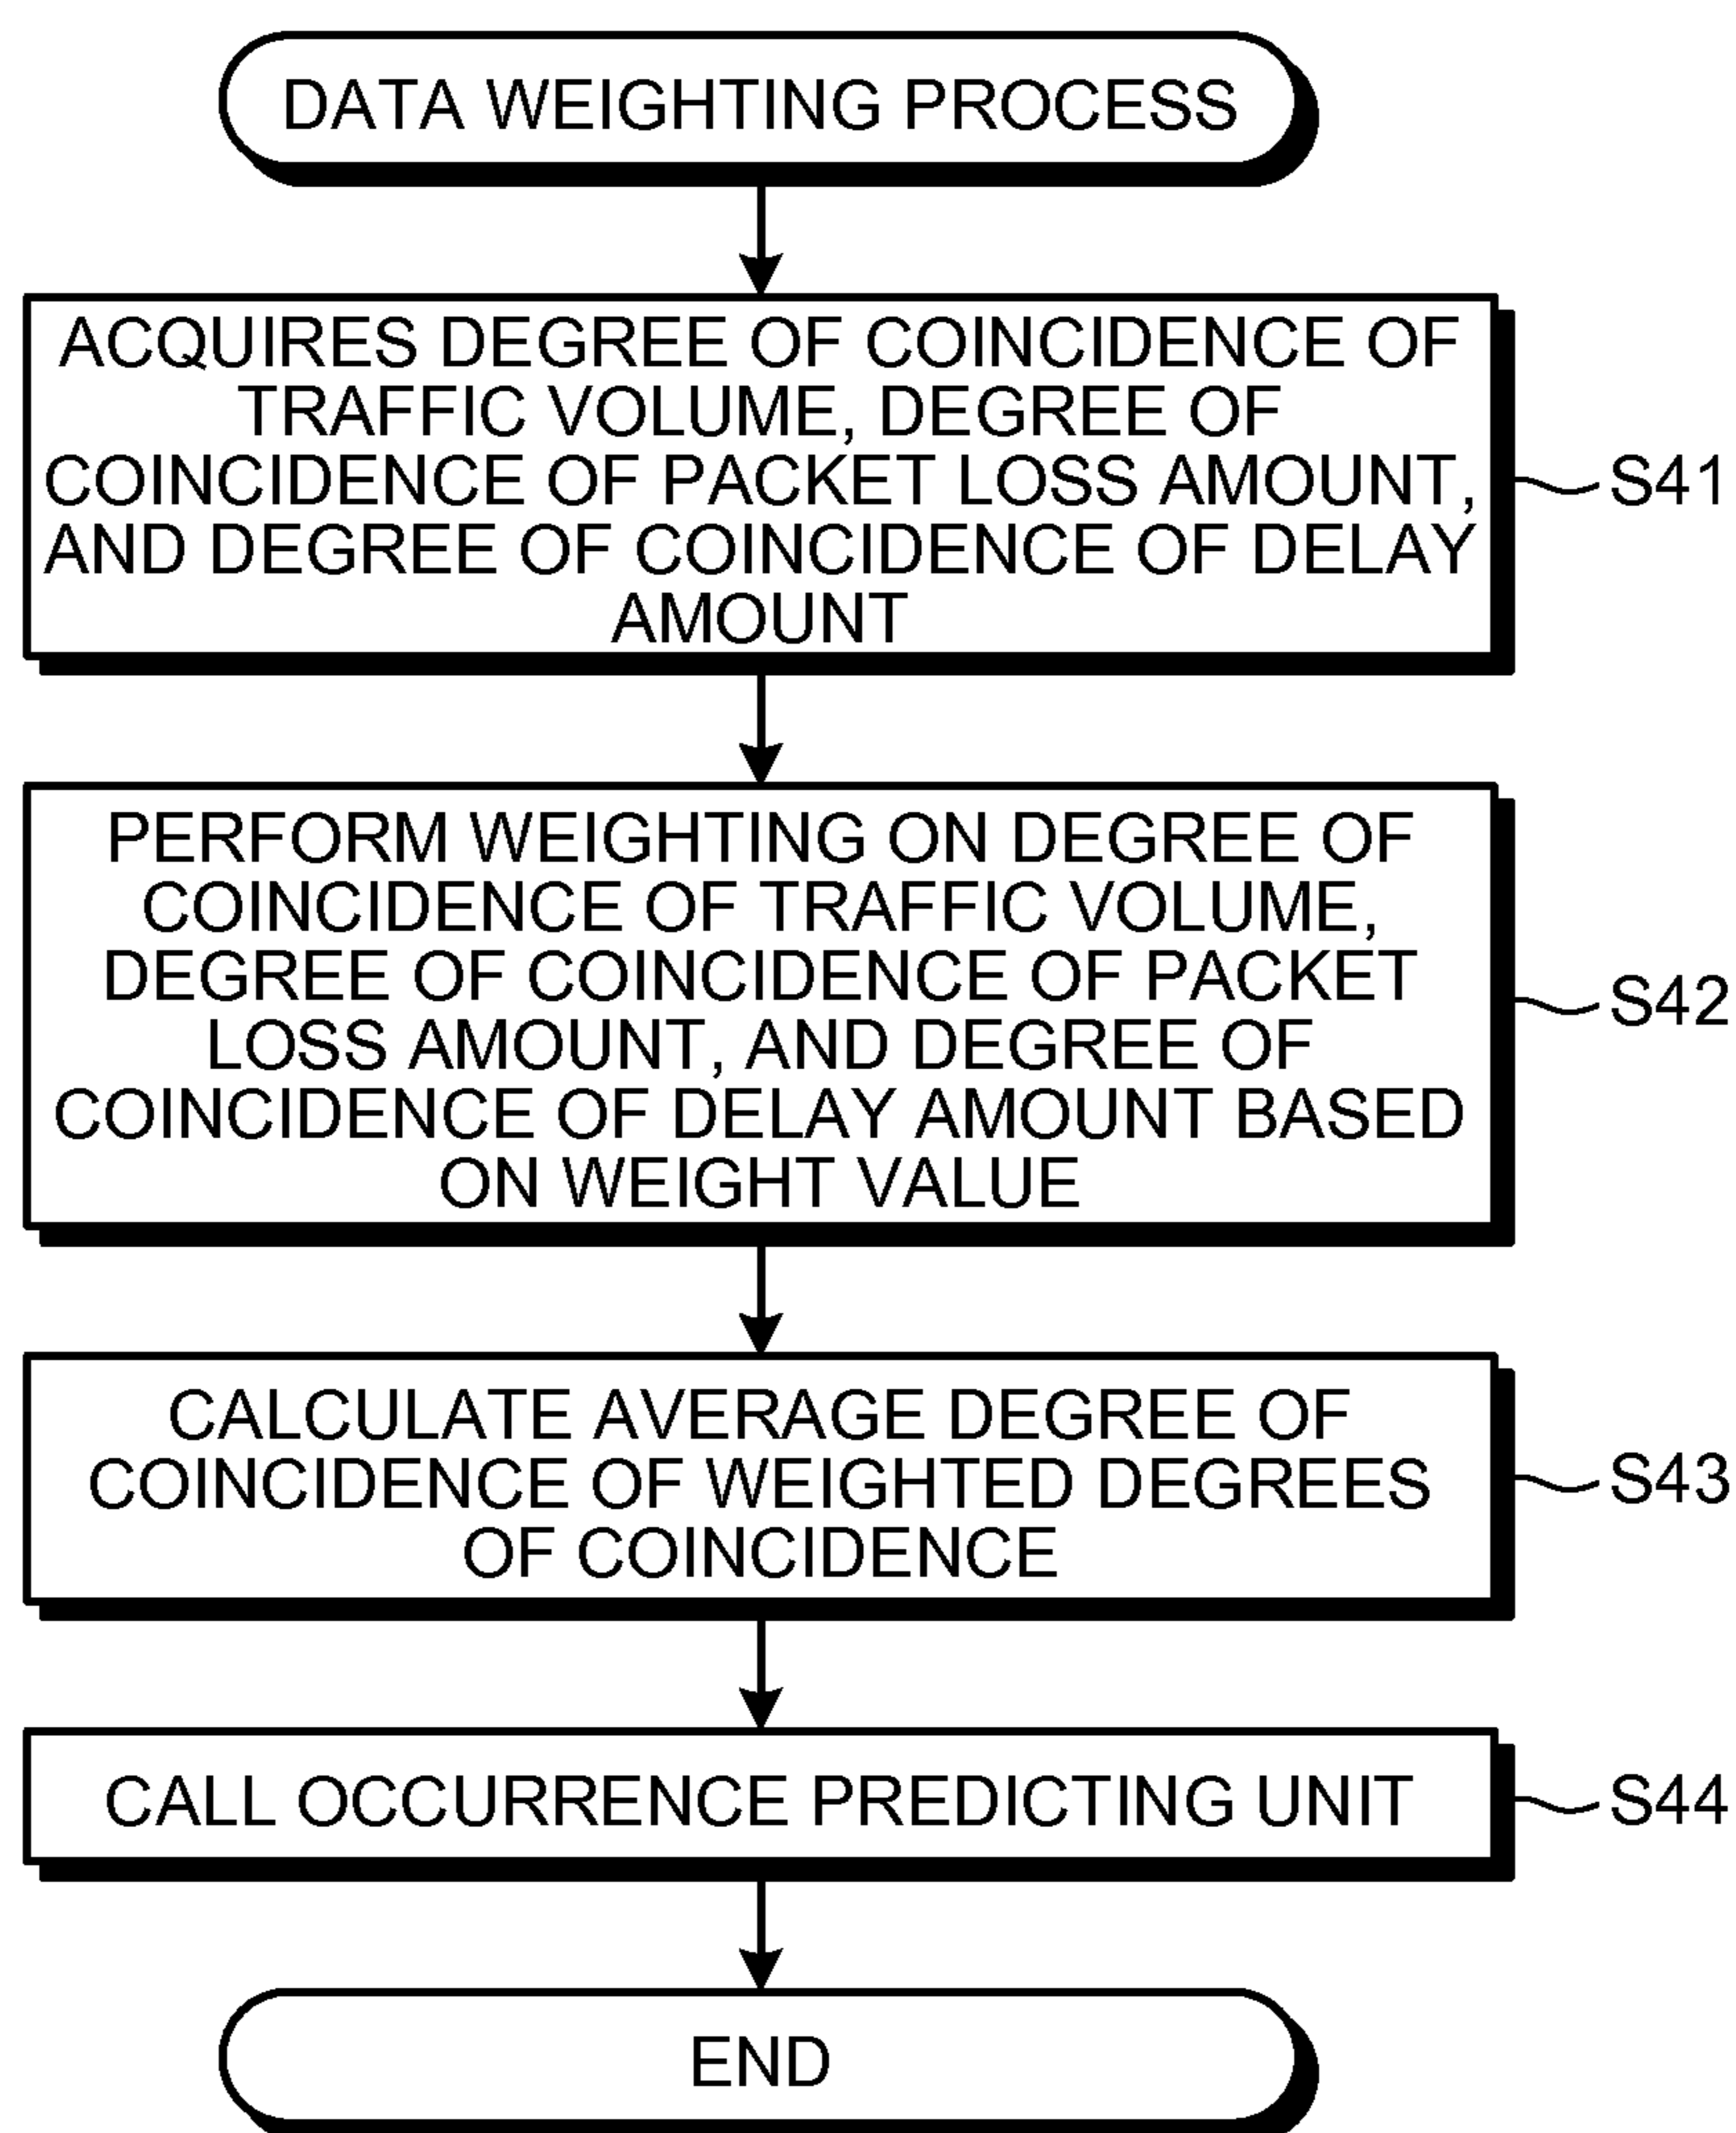 DATA WEIGHTING PROCESS
ACQUIRES DEGREE OF COINCIDENCE OF
TRAFFIC VOLUME, DEGREE OF
COINCIDENCE OF PACKET LOSS AMOUNT,
AND DEGREE OF COINCIDENCE OF DELAY
AMOUNT
S41
PERFORM WEIGHTING ON DEGREE OF
COINCIDENCE OF TRAFFIC VOLUME,
DEGREE OF COINCIDENCE OF PACKET
LOSS AMOUNT, AND DEGREE OF
COINCIDENCE OF DELAY AMOUNT BASED
ON WEIGHT VALUE
S42
CALCULATE AVERAGE DEGREE OF
COINCIDENCE OF WEIGHTED DEGREES
OF COINCIDENCE
S43
CALL OCCURRENCE PREDICTING UNIT
S44
END